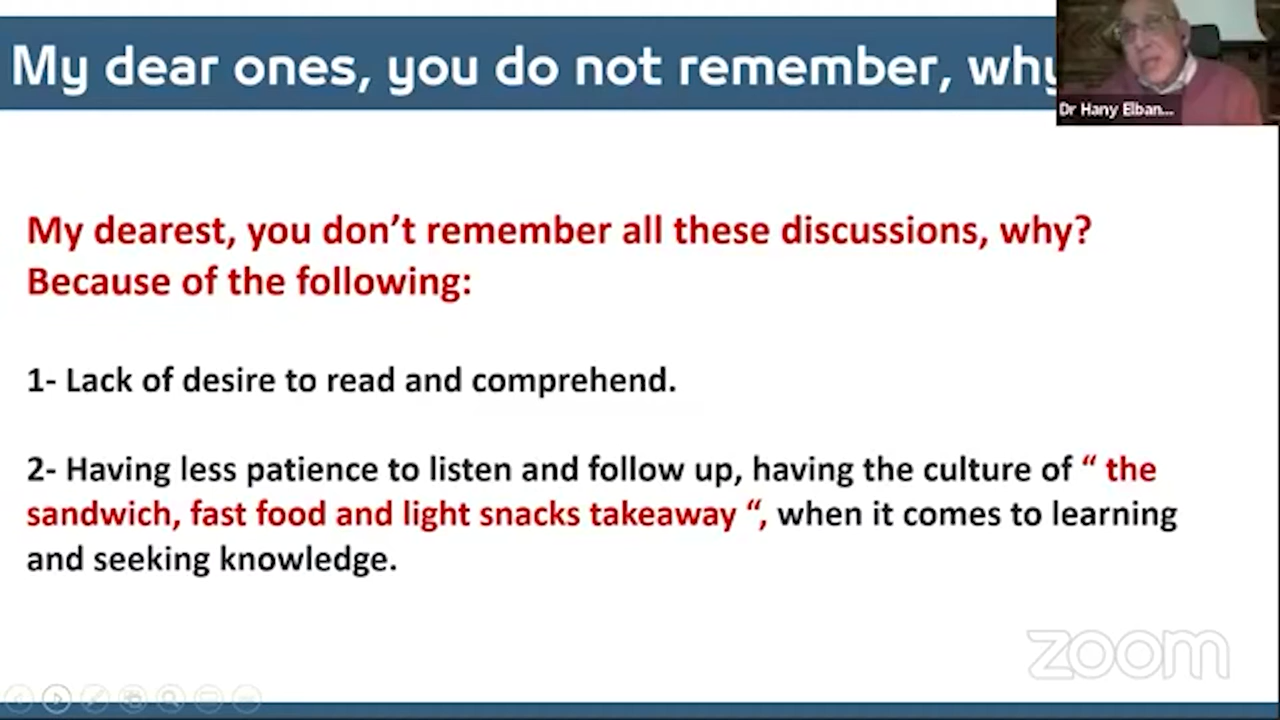 My dear ones, you do not remember, why
Dr Hany Elban...
My dearest, you don’t remember all these discussions, why?
Because of the following:
1- Lack of desire to read and comprehend.
2- Having less patience to listen and follow up, having the culture of “ the
sandwich, fast food and light snacks takeaway “, when it comes to learning
and seeking knowledge.
zoom